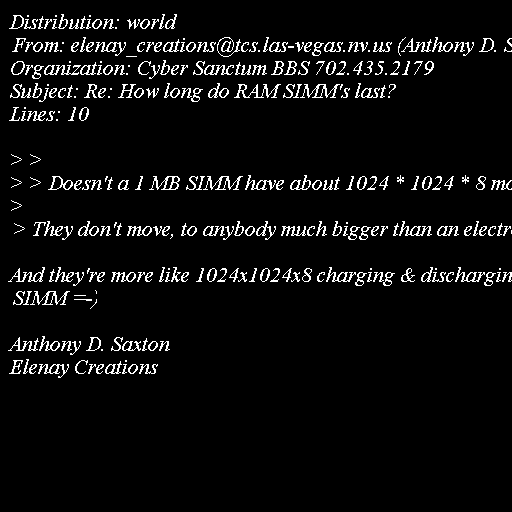 Distribution: world
From: elenay_creations@tcs.las-vegas.nv.us (Anthony D. S
Organization: Cyber Sanctum BBS 702.435.2179
Subject: Re: How long do RAM SIMM's last?
Lines: 10
> >
> > Doesn't a 1 MB SIMM have about 1024 * 1024 * 8 mo
>
> They don't move, to anybody much bigger than an electr
And they're more like 1024x1024x8 charging & dischargin
SIMM =-)
Anthony D. Saxton
Elenay Creations